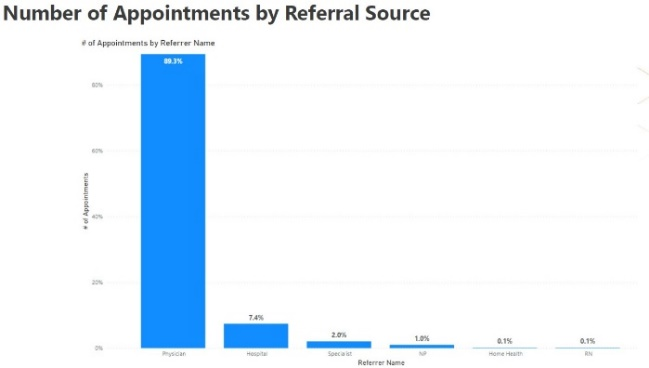 Number of Appointments by Referral Source
# of Appointments by Referrer Name
89.3%
80%
60%
# of Appointments
40%
20%
7.4%
2.0%
1.0%
0.1%
0.1%
0%
Physician Hospital Specialist NP Home Health RN
Referrer Name